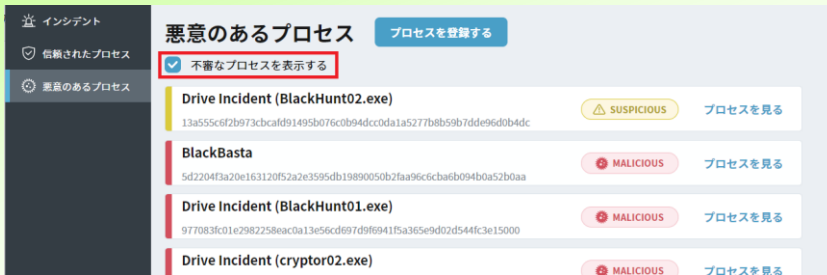 インシデント
信頼されたプロセス
悪意のあるプロセス
悪意のあるプロセス プロセスを登録する
不審なプロセスを表示する
Drive Incident (BlackHunt02.exe)
13a555c6f2b973cbcafd91495b076c0b94dcc0da1a5277b8b59b7dde96d0b4dc
SUSPICIOUS プロセスを見る
BlackBasta
5d2204f3a20e163120f52a2e3595db19890050b2faa96c6cba6b094b0a52b0aa
MALICIOUS プロセスを見る
Drive Incident (BlackHunt01.exe)
977083fc01e2982258eac0a13e56cd697d9f6941f5a365e9d02d544fc3e15000
MALICIOUS プロセスを見る
Drive Incident (cryptor02.exe)
MALICIOUS プロセスを見る